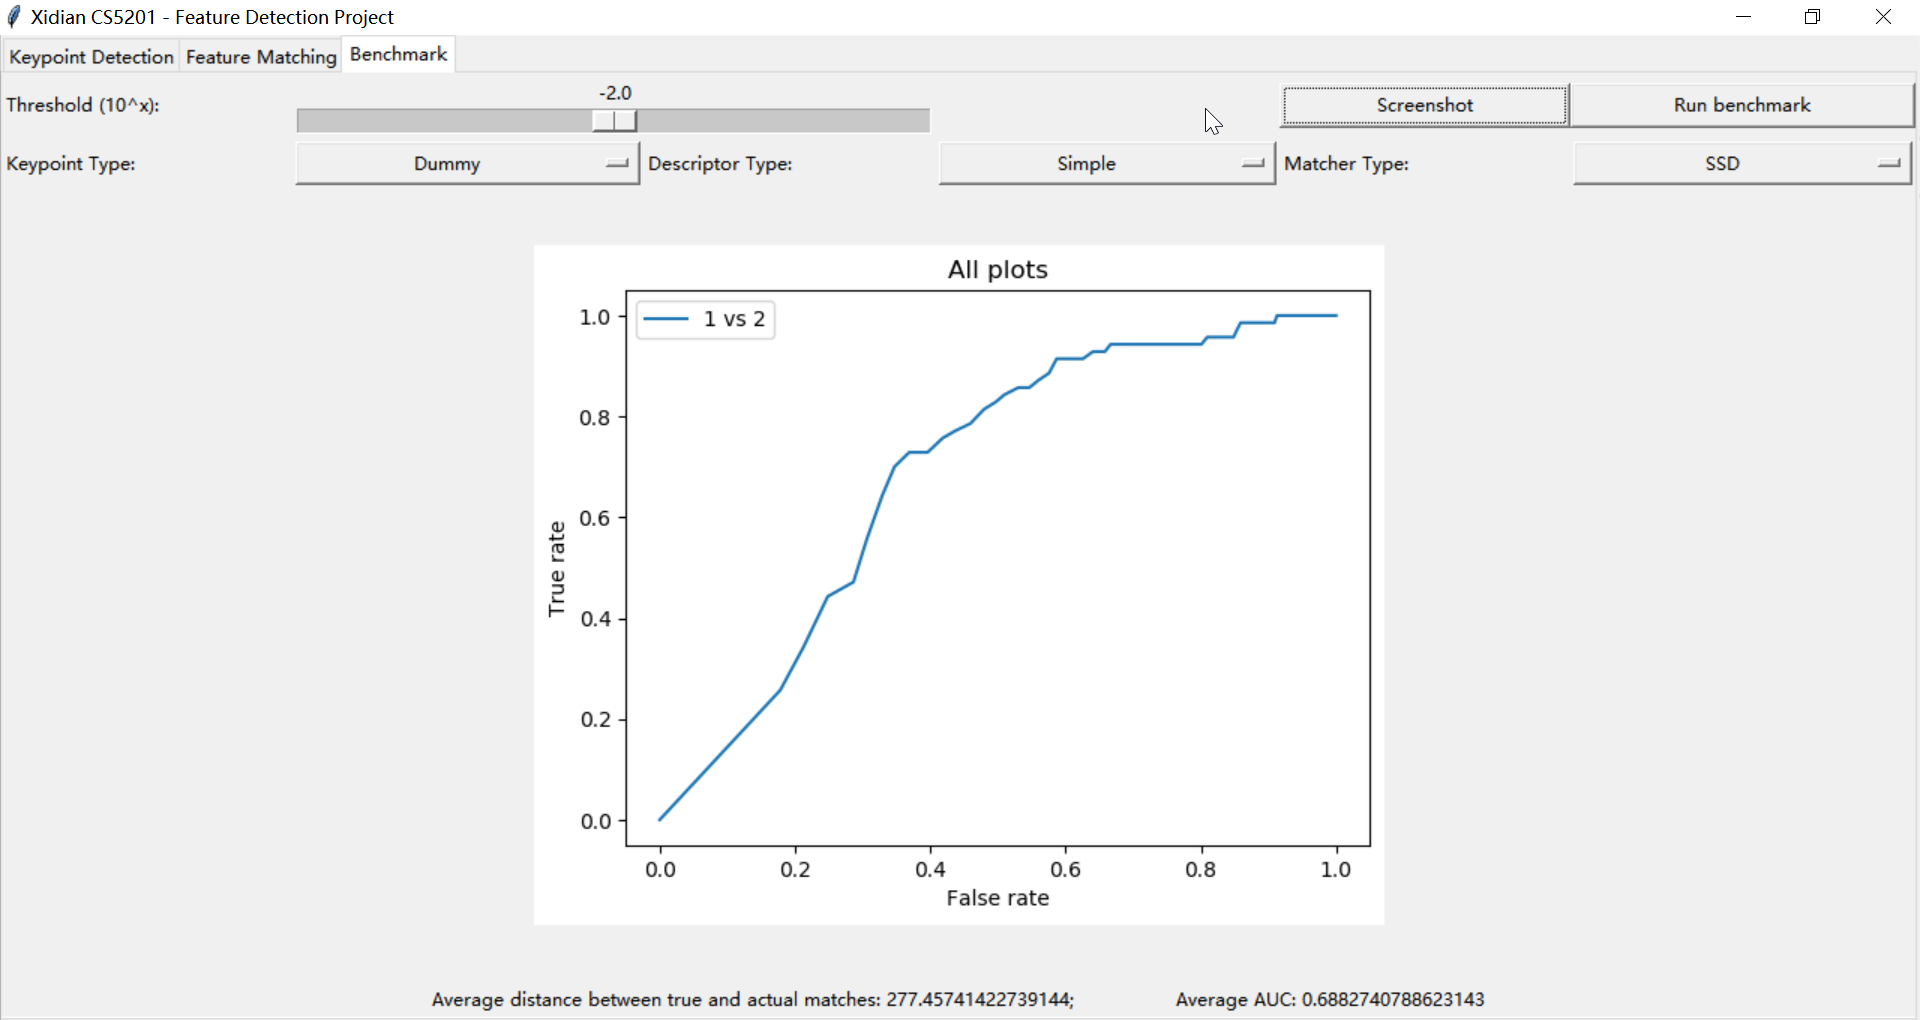 Xidian CS5201 - Feature Detection Project
Keypoint Detection Feature Matching Benchmark
-2.0
Threshold (10^x): Screenshot Run benchmark
Keypoint Type: Dummy Descriptor Type: Simple Matcher Type: SSD
All plots
1 vs 2
1.0
0.8
0.6
0.4
0.2
0.0
True rate
0.0 0.2 0.4 0.6 0.8 1.0
False rate
Average distance between true and actual matches: 277.45741422739144; Average AUC: 0.6882740788623143